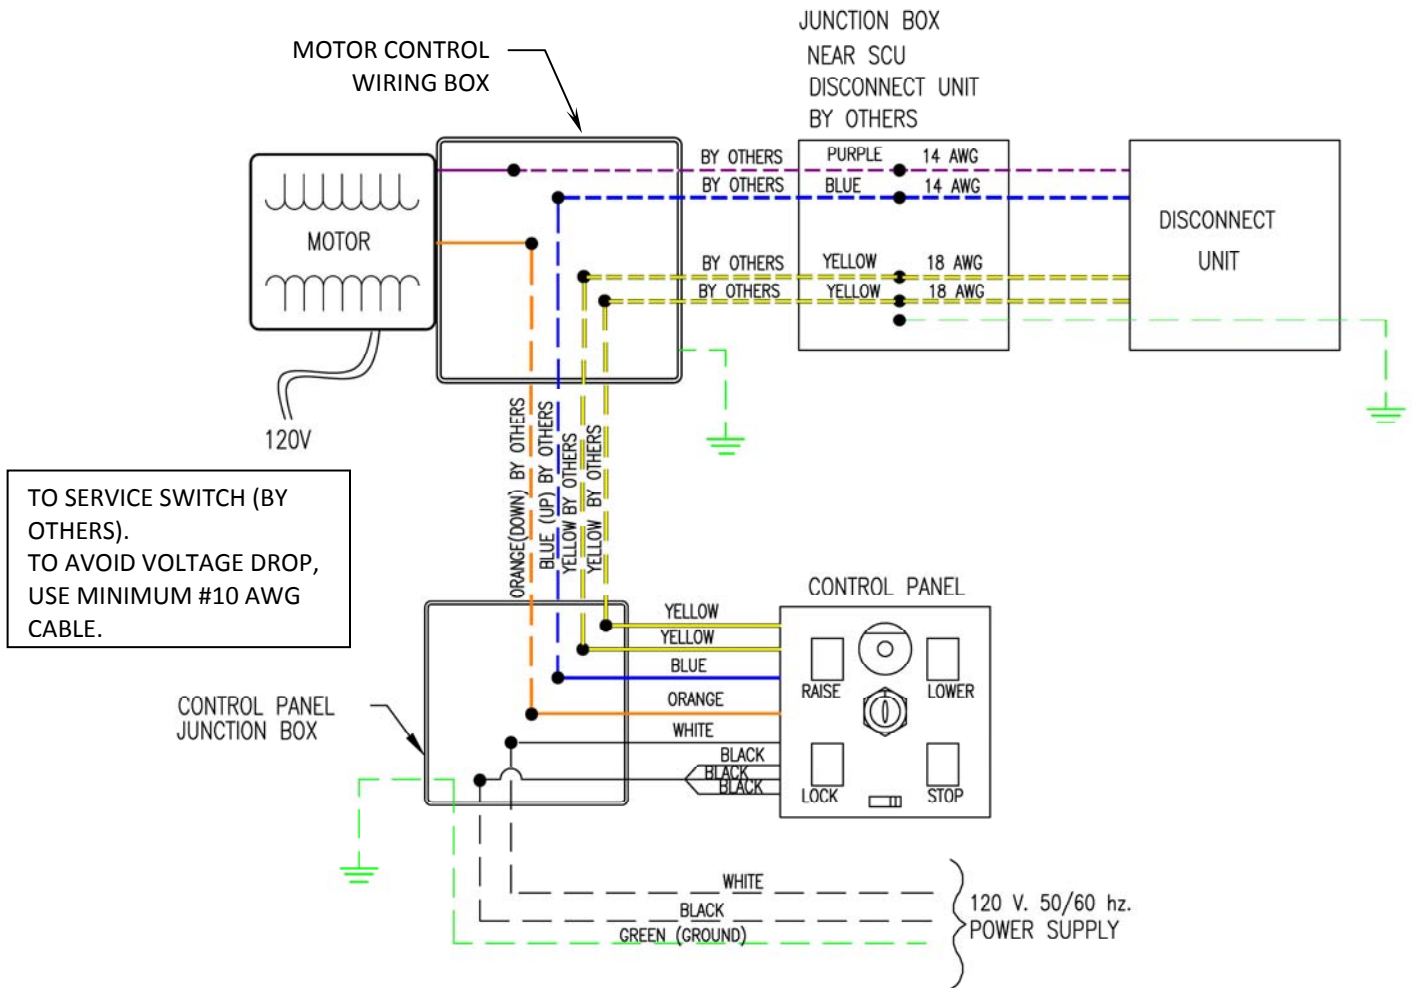 JUNCTION BOX
NEAR SCU
DISCONNECT UNIT
BY OTHERS
MOTOR CONTROL
WIRING BOX
BY OTHERS
PURPLE
14 AWG
BY OTHERS
BLUE
14 AWG
MOTOR
DISCONNECT
UNIT
BY OTHERS
YELLOW
18 AWG
BY OTHERS
YELLOW
18 AWG
120V
ORANGE(DOWN) BY OTHERS
BLUE (UP) BY OTHERS
YELLOW BY OTHERS
YELLOW BY OTHERS
TO SERVICE SWITCH (BY
OTHERS).
TO AVOID VOLTAGE DROP,
USE MINIMUM #10 AWG
CABLE.
CONTROL PANEL
YELLOW
YELLOW
BLUE
ORANGE
WHITE
BLACK
BLACK
BLACK
RAISE
LOWER
LOCK
STOP
CONTROL PANEL
JUNCTION BOX
WHITE
BLACK
GREEN (GROUND)
120 V. 50/60 hz.
POWER SUPPLY